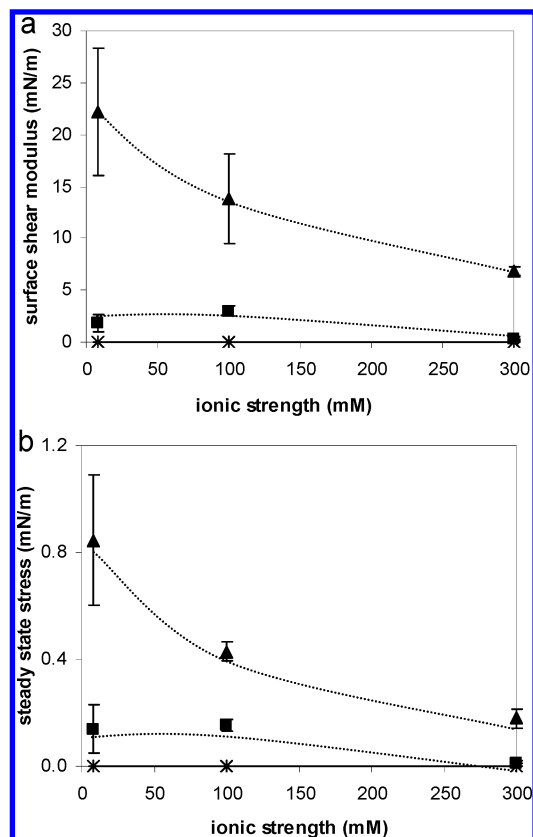 a
surface shear modulus (mN/m)
30
25
20
15
10
5
0
0 50 100 150 200 250 300
ionic strength (mM)
b
steady state stress (mN/m)
1.2
0.8
0.4
0.0
0 50 100 150 200 250 300
ionic strength (mM)